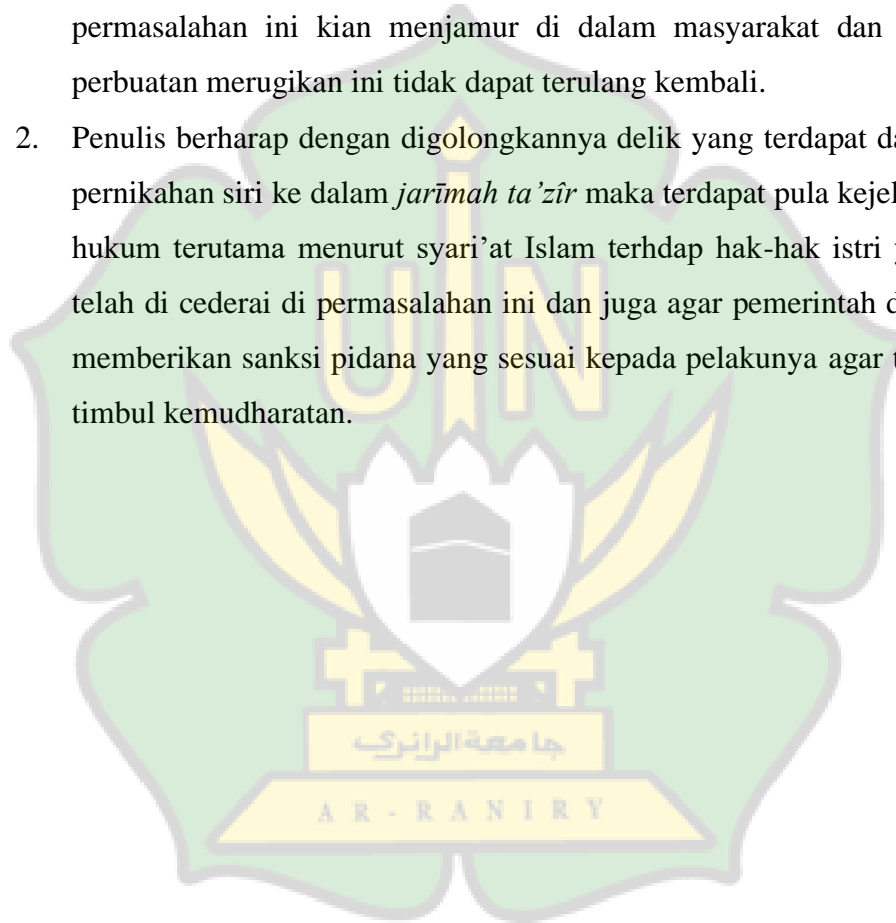 permasalahan ini kian menjamur di dalam masyarakat dan
perbuatan merugikan ini tidak dapat terulang kembali.
2. Penulis berharap dengan digolongkannya delik yang terdapat
pernikahan siri ke dalam jarīmah ta’zîr maka terdapat pula
hukum terutama menurut syari’at Islam terhdap hak-hak istri
telah di cederai di permasalahan ini dan juga agar pemerintah
memberikan sanksi pidana yang sesuai kepada pelakunya agar
timbul kemudharatan.
UIN
جامعة الرانري
AR-RANIRY